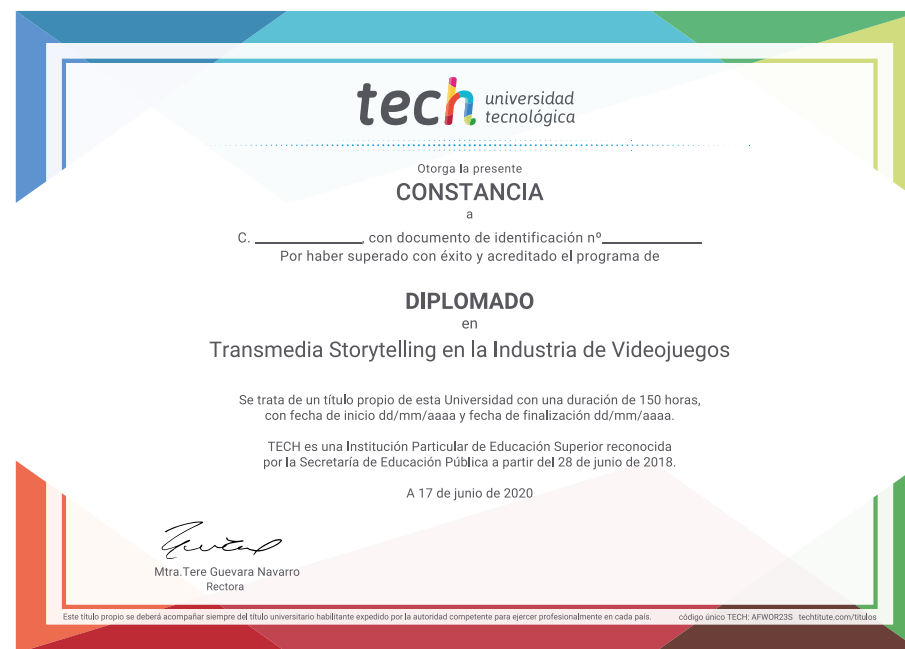 tech universidad
tecnológica
Otorga la presente
CONSTANCIA
a
C. ____________, con documento de identificación nº____________
Por haber superado con éxito y acreditado el programa de
DIPLOMADO
en
Transmedia Storytelling en la Industria de Videojuegos
Se trata de un título propio de esta Universidad con una duración de 150 horas,
con fecha de inicio dd/mm/aaaa y fecha de finalización dd/mm/aaaa.
TECH es una Institución Particular de Educación Superior reconocida
por la Secretaría de Educación Pública a partir del 28 de junio de 2018.
A 17 de junio de 2020
Mtra.Tere Guevara Navarro
Rectora
Este título propio se deberá acompañar siempre del título universitario habilitante expedido por la autoridad competente para ejercer profesionalmente en cada país. código único TECH: AFWOR23S techtitute.com/titulos